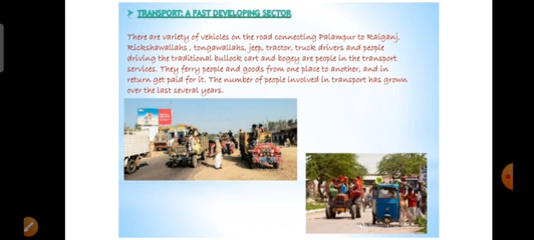 TRANSPORT: A FAST DEVELOPING SECTOR
There are variety of vehicles on the road connecting Palampur to Raiganj.
Rickshawallahs , tongawallahs, jeep, tractor, truck drivers and people
driving the traditional bullock cart and bogey are people in the transport
services. They ferry people and goods from one place to another, and in
return get paid for it. The number of people involved in transport has grown
over the last several years.